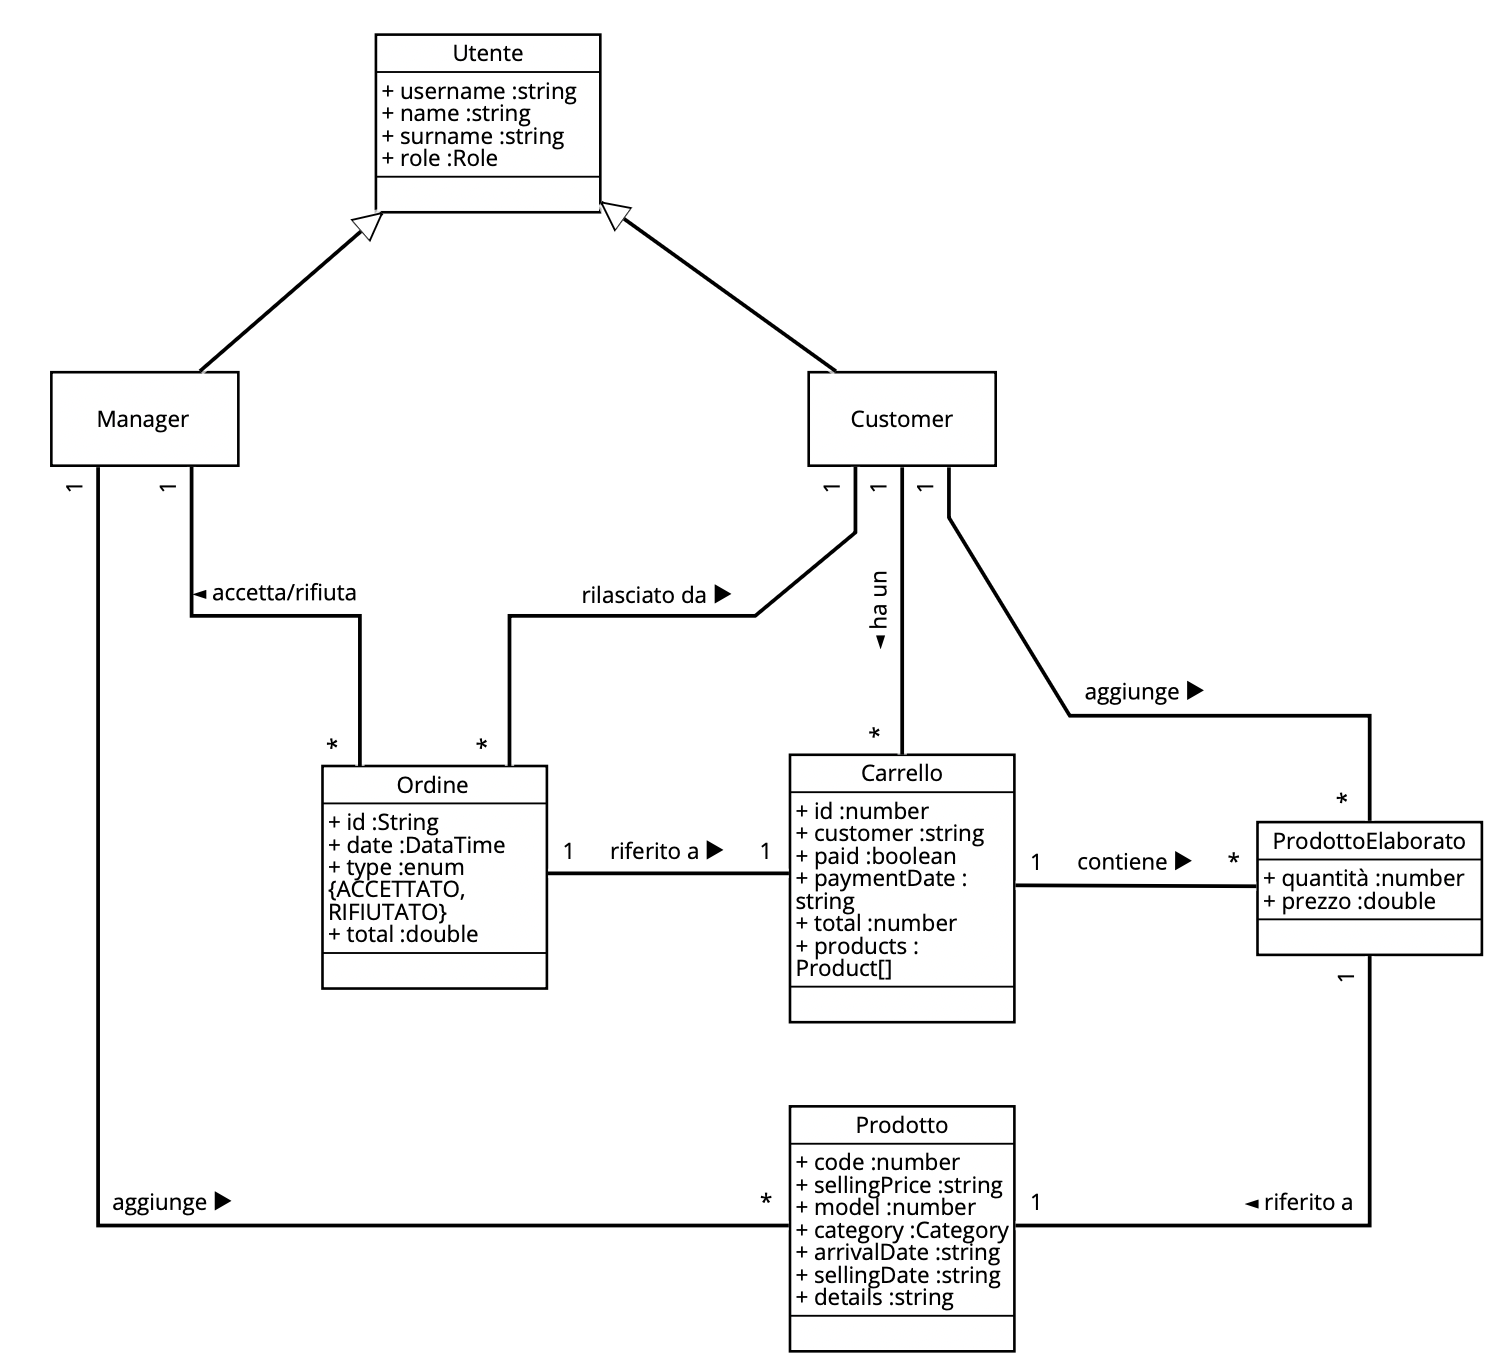 Utente
+ username :string
+ name :string
+ surname :string
+ role :Role
Manager
Customer
1
1
1
1
1
◄ accetta/rifiuta
rilasciato da ▶
◄ ha un
aggiunge ▶
*
*
*
*
Ordine
+ id :String
+ date :DataTime
+ type :enum
{ACCETTATO,
RIFIUTATO}
+ total :double
1 riferito a ▶ 1
Carrello
+ id :number
+ customer :string
+ paid :boolean
+ paymentDate :
string
+ total :number
+ products :
Product[]
1 contiene ▶ *
ProdottoElaborato
+ quantità :number
+ prezzo :double
1
Prodotto
+ code :number
+ sellingPrice :string
+ model :number
+ category :Category
+ arrivalDate :string
+ sellingDate :string
+ details :string
aggiunge ▶ *
1 ◄ riferito a